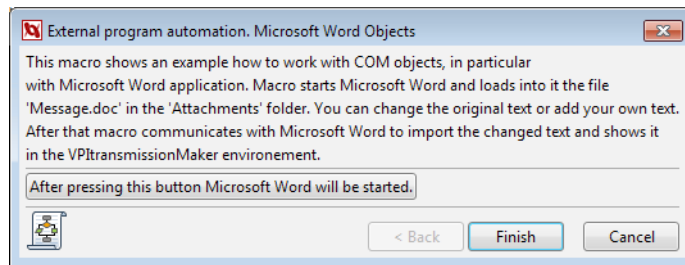 External program automation. Microsoft Word Objects
This macro shows an example how to work with COM objects, in particular
with Microsoft Word application. Macro starts Microsoft Word and loads into it the file
'Message.doc' in the 'Attachments' folder. You can change the original text or add your own text.
After that macro communicates with Microsoft Word to import the changed text and shows it
in the VPItransmissionMaker environement.
After pressing this button Microsoft Word will be started.
< Back Finish Cancel